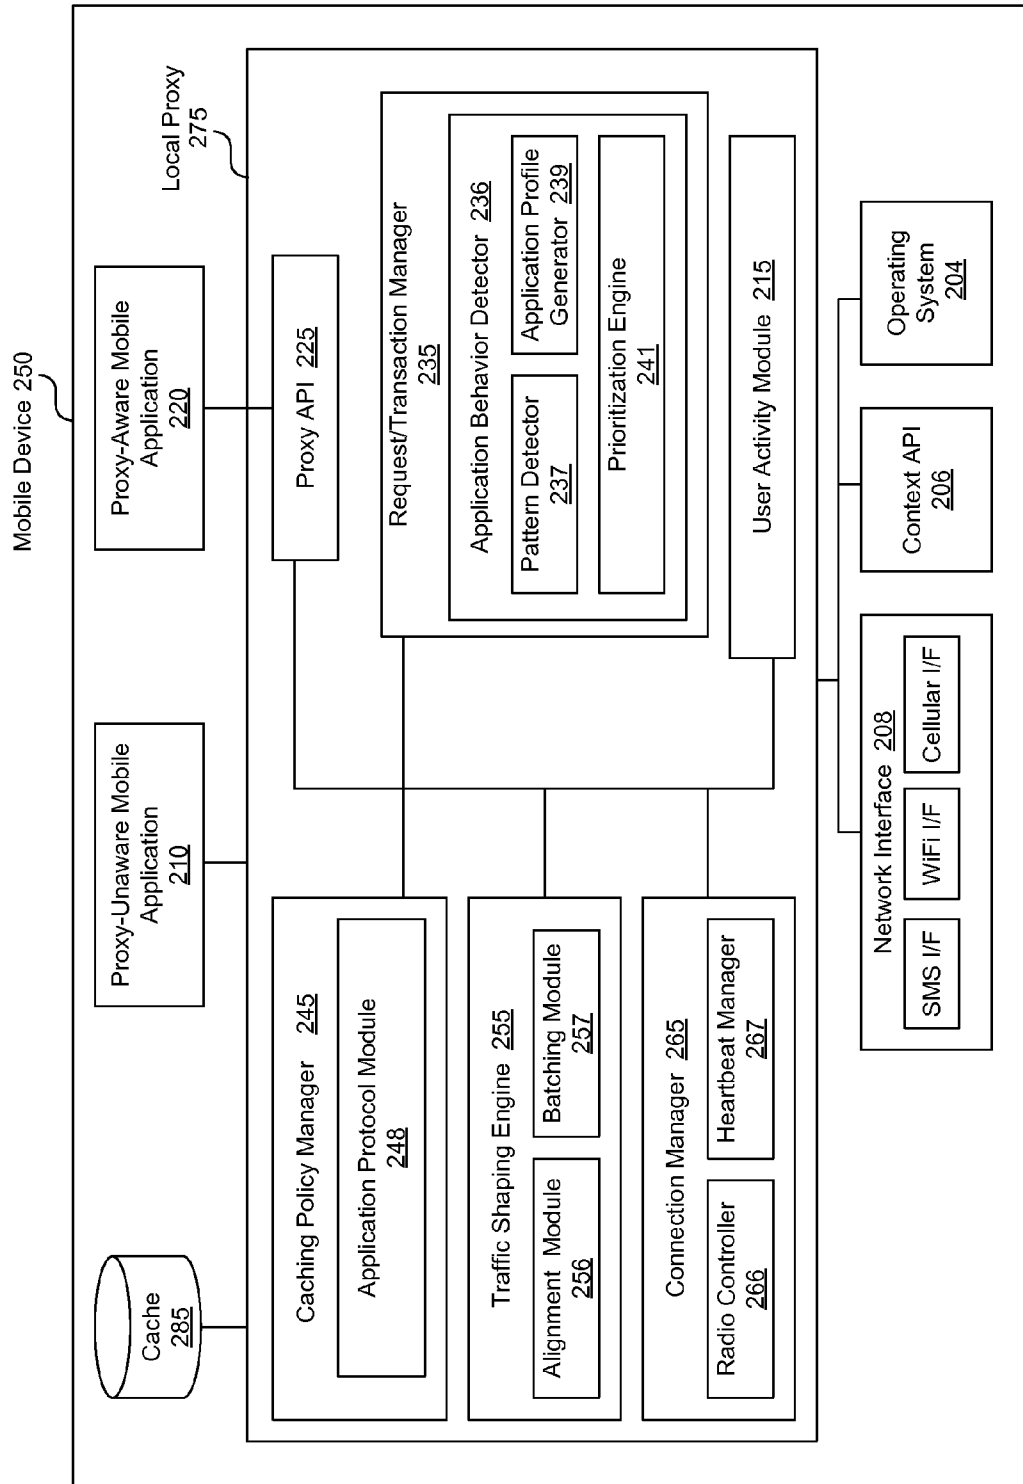 Mobile Device 250
Cache
285
Proxy-Unaware Mobile
Application
210
Proxy-Aware Mobile
Application
220
Local Proxy
275
Caching Policy Manager 245
Application Protocol Module
248
Proxy API 225
Traffic Shaping Engine 255
Alignment Module
256
Batching Module
257
Request/Transaction Manager
235
Application Behavior Detector 236
Pattern Detector
237
Application Profile
Generator 239
Prioritization Engine
241
Connection Manager 265
Radio Controller
266
Heartbeat Manager
267
User Activity Module 215
Network Interface 208
SMS I/F
WiFi I/F
Cellular I/F
Context API
206
Operating
System
204